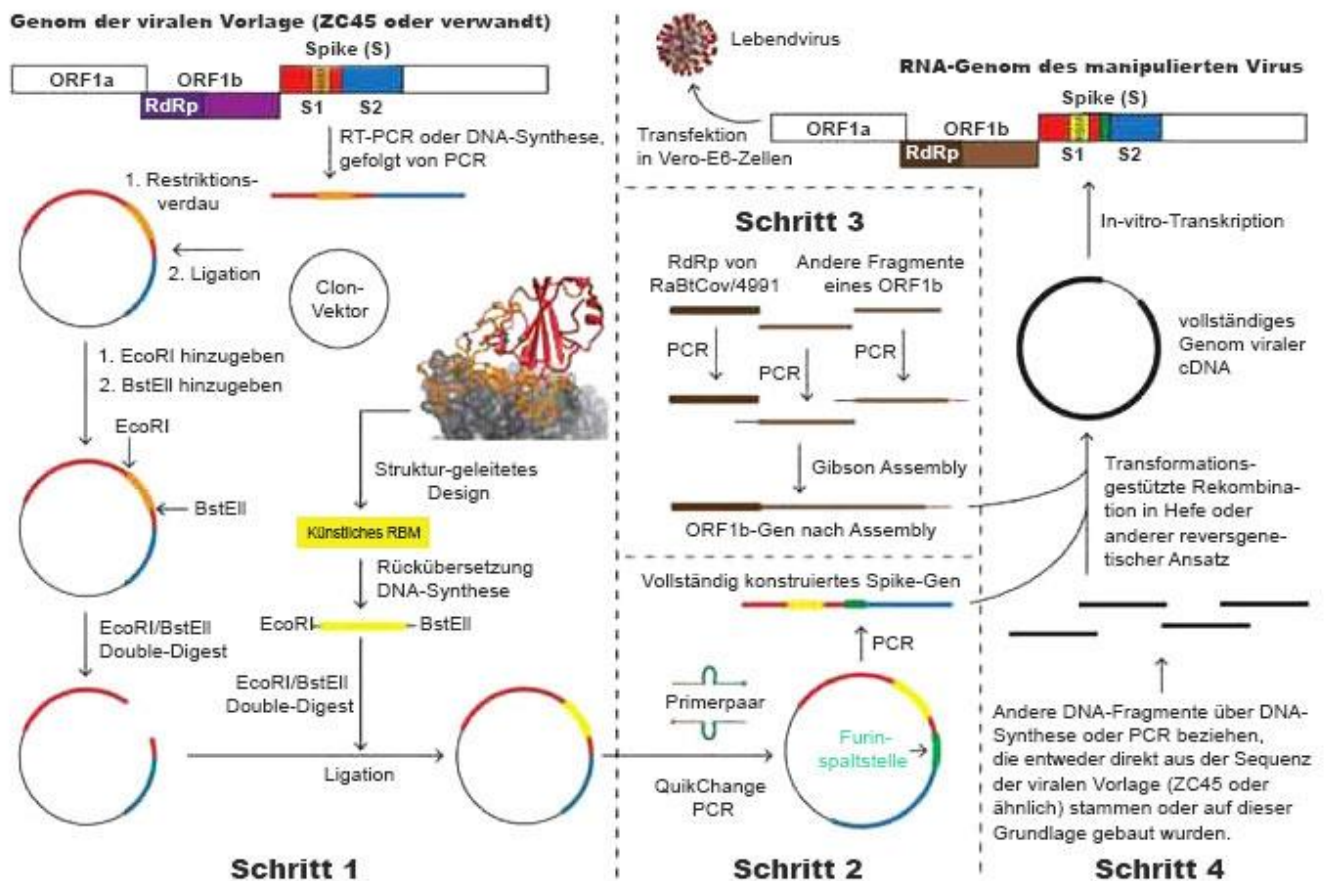 Genom der viralen Vorlage (ZC45 oder verwandt)
Spike (S)
ORF1a
ORF1b
RdRp
S1
S2
RT-PCR oder DNA-Synthese,
gefolgt von PCR
1. Restriktions-
verdau
2. Ligation
Clon-
Vektor
1. EcoRI hinzugeben
2. BstEII hinzugeben
EcoRI
BstEII
Struktur-geleitetes
Design
Künstliches RBM
Rückübersetzung
DNA-Synthese
EcoRI
BstEII
EcoRI/BstEII
Double-Digest
EcoRI/BstEII
Double-Digest
Ligation
Schritt 1
Primerpaar
QuikChange
PCR
Furin-
spaltstelle
PCR
Vollständig konstruiertes Spike-Gen
Schritt 2
Schritt 3
RdRp von
RaBtCov/4991
Andere Fragmente
eines ORF1b
PCR
PCR
PCR
Gibson Assembly
ORF1b-Gen nach Assembly
Lebendvirus
Transfektion
in Vero-E6-Zellen
RNA-Genom des manipulierten Virus
Spike (S)
ORF1a
ORF1b
RdRp
S1
S2
In-vitro-Transkription
vollständiges
Genom viraler
cDNA
Transformations-
gestützte Rekombina-
tion in Hefe oder
anderer reversgene-
tischer Ansatz
Andere DNA-Fragmente über DNA-
Synthese oder PCR beziehen,
die entweder direkt aus der Sequenz
der viralen Vorlage (ZC45 oder
ähnlich) stammen oder auf dieser
Grundlage gebaut wurden.
Schritt 4